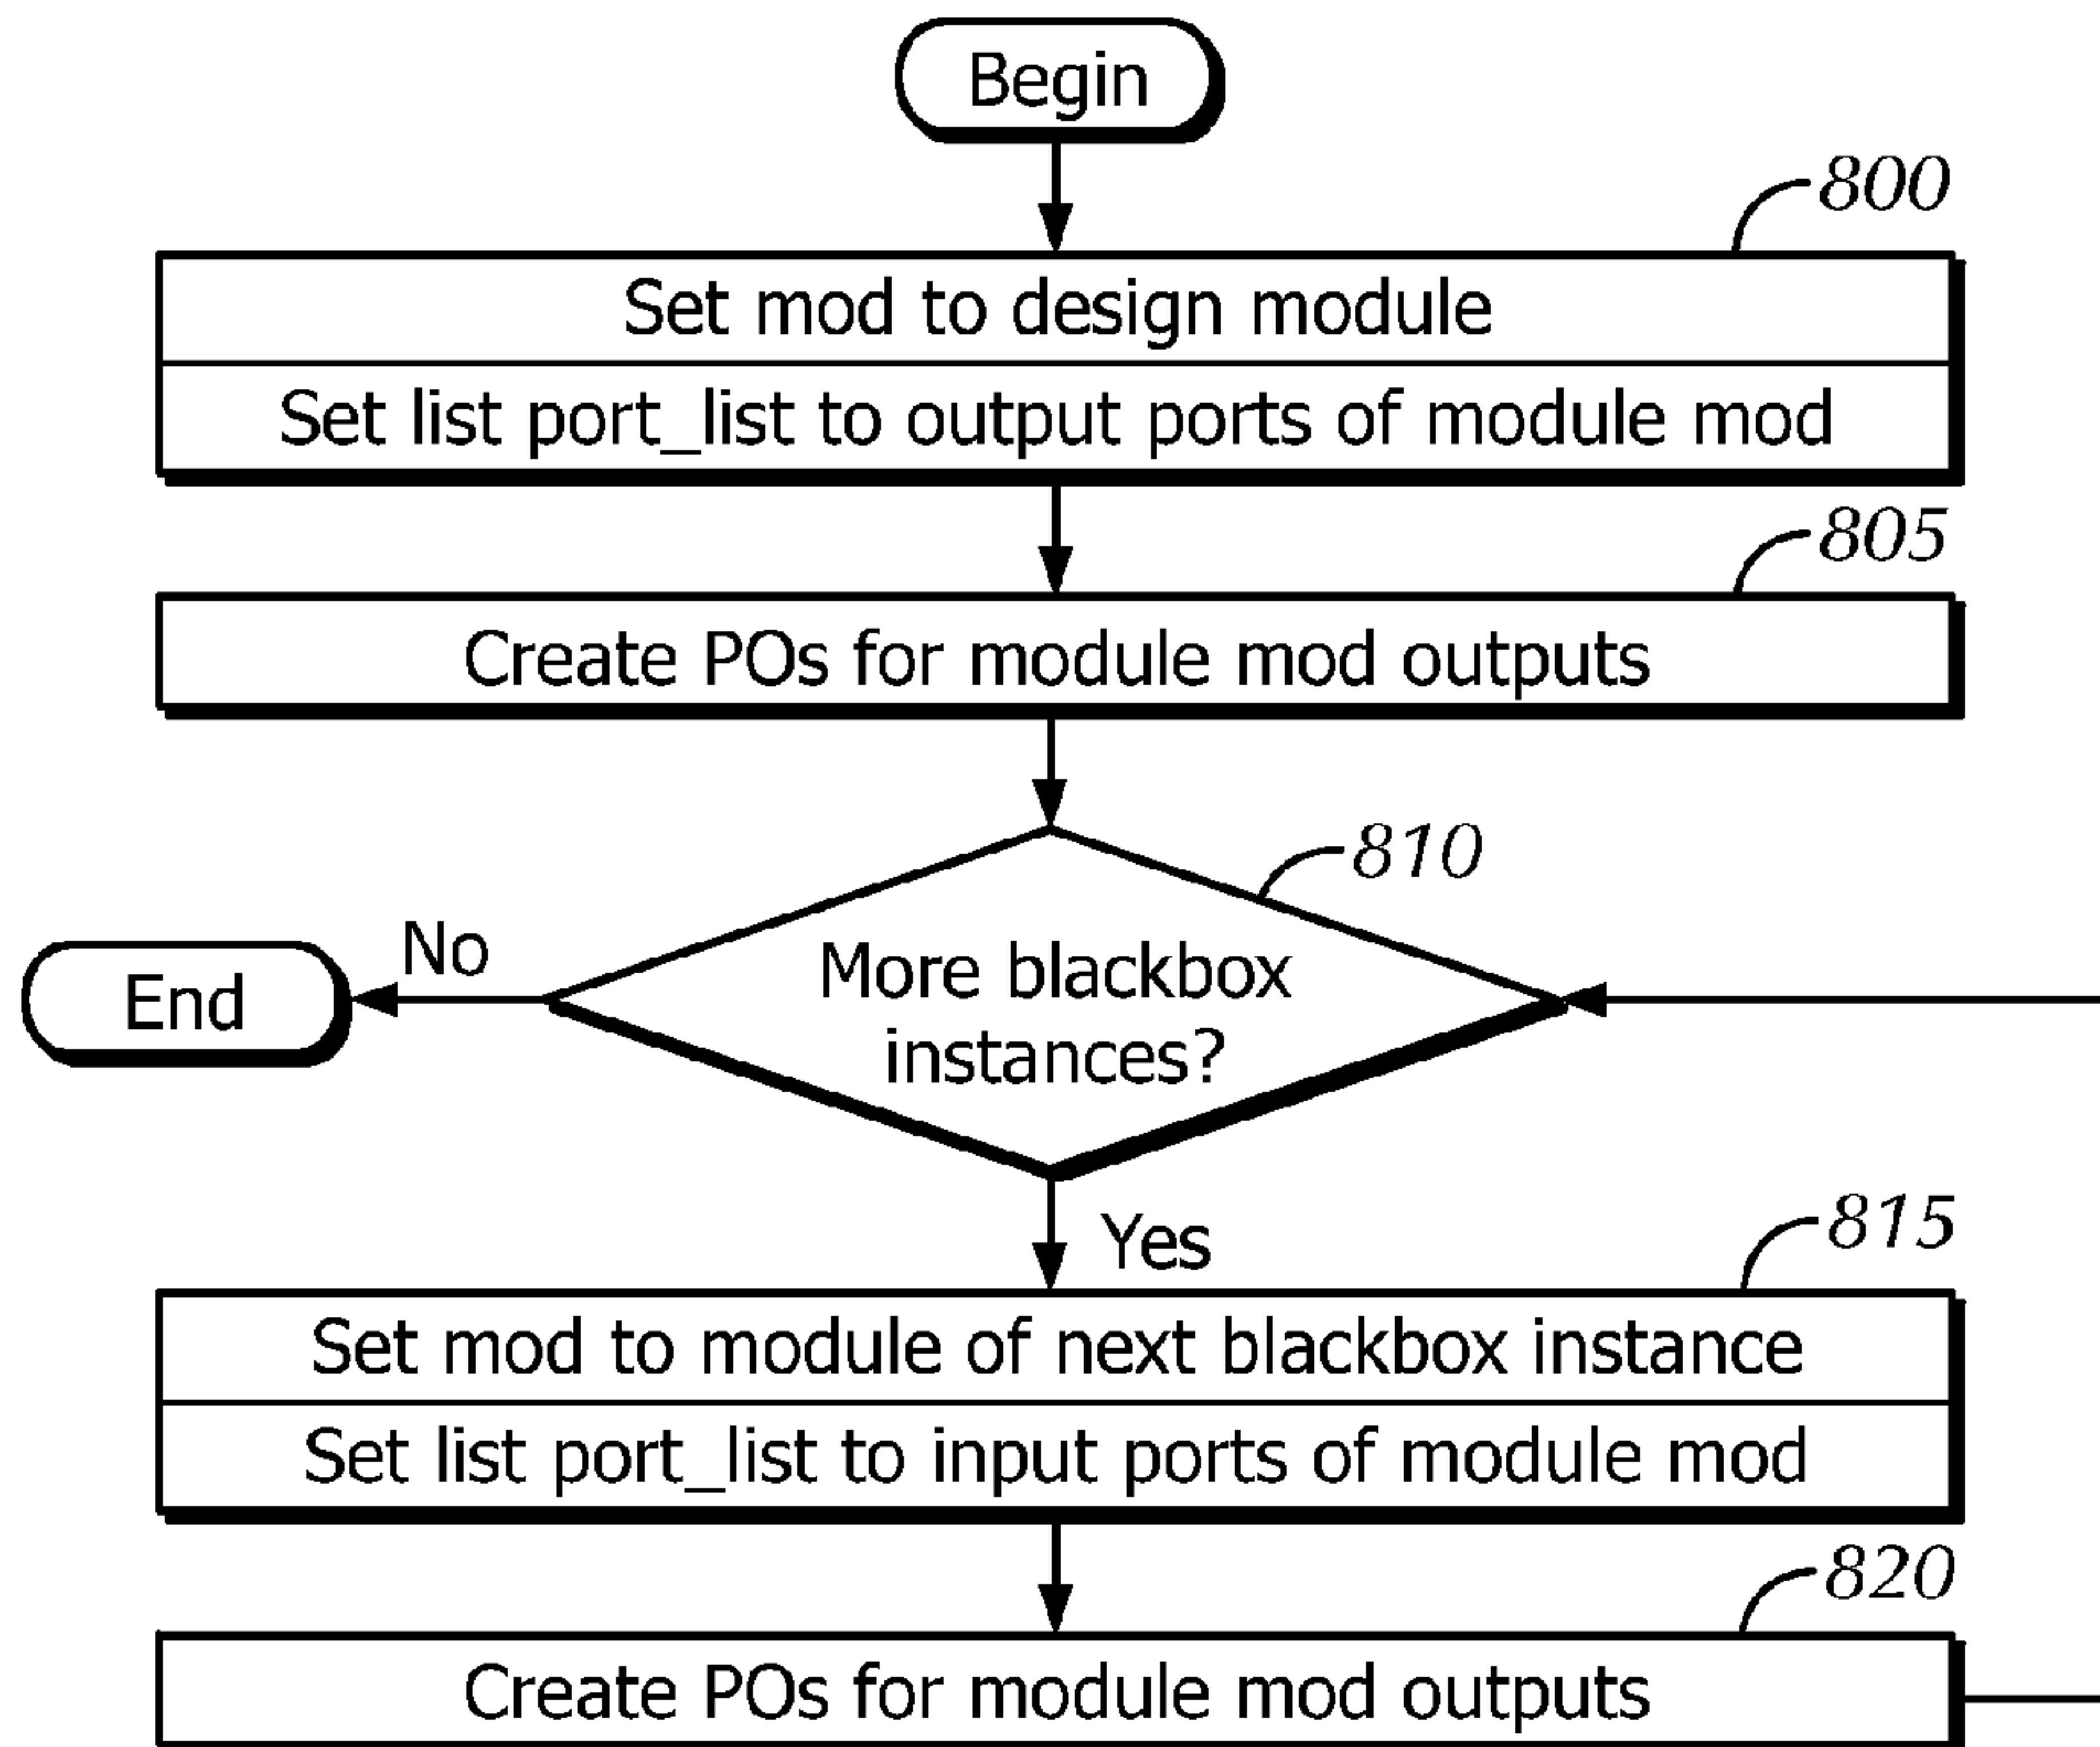 Begin
800
Set mod to design module
Set list port_list to output ports of module mod
805
Create POs for module mod outputs
810
More blackbox
instances?
No
End
Yes
815
Set mod to module of next blackbox instance
Set list port_list to input ports of module mod
820
Create POs for module mod outputs